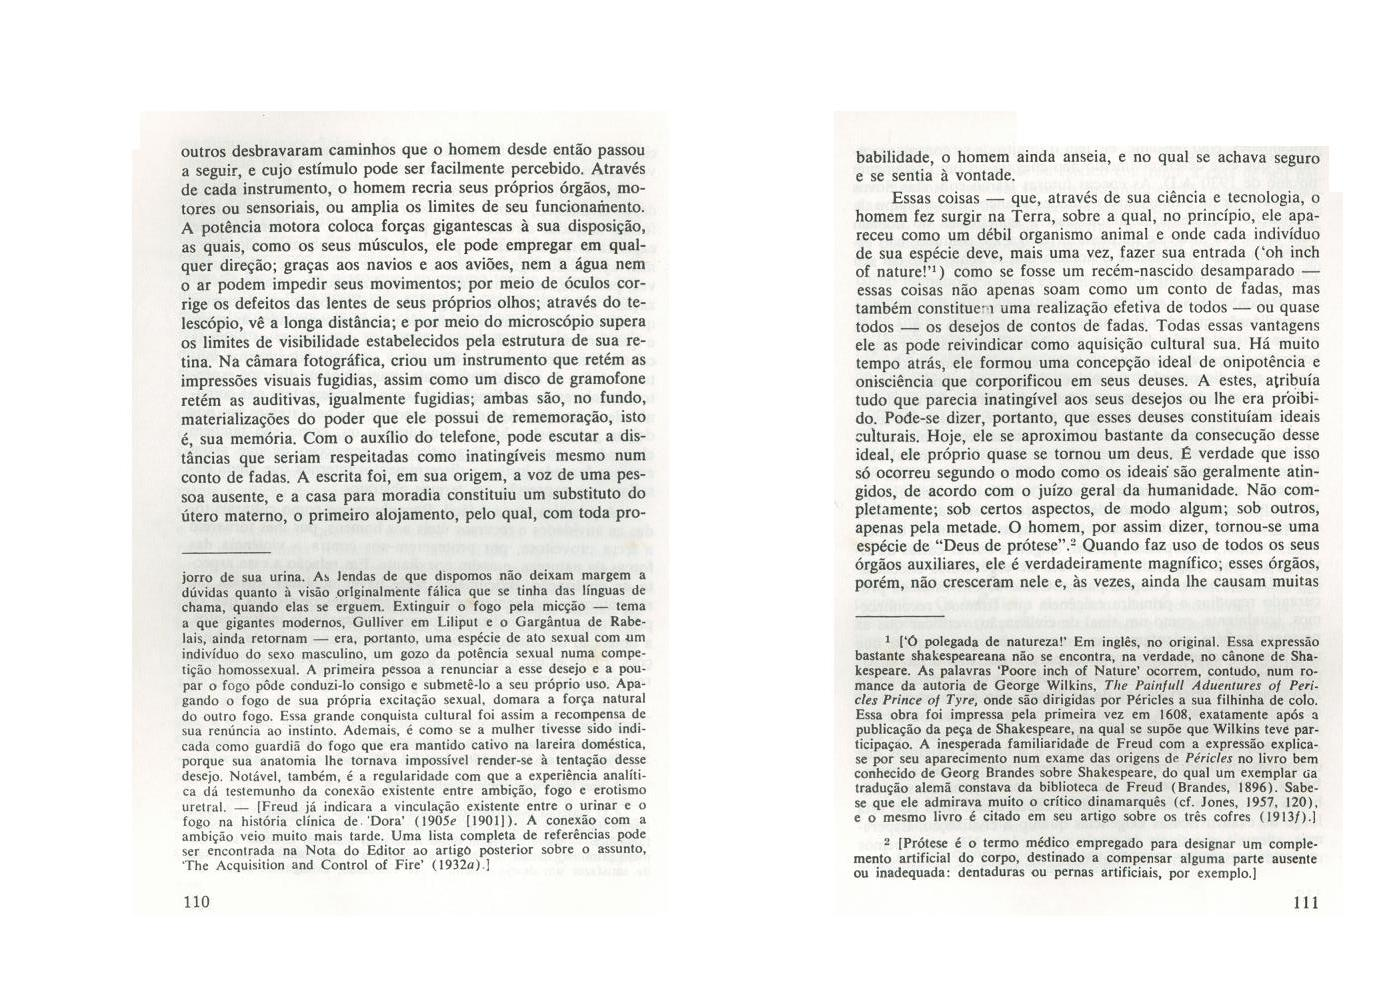 outros desbravaram caminhos que o homem desde então passou
a seguir, e cujo estímulo pode ser facilmente percebido. Através
de cada instrumento, o homem recria seus próprios órgãos, mo-
tores ou sensoriais, ou amplia os limites de seu funcionamento.
A potência motora coloca forças gigantescas à sua disposição,
as quais, como os seus músculos, ele pode empregar em qual-
quer direção; graças aos navios e aos aviões, nem a água nem
o ar podem impedir seus movimentos; por meio de óculos cor-
rige os defeitos das lentes de seus próprios olhos; através do te-
lescópio, vê a longa distância; e por meio do microscópio supera
os limites de visibilidade estabelecidos pela estrutura de sua re-
tina. Na câmara fotográfica, criou um instrumento que retém as
impressões visuais fugidias, assim como um disco de gramofone
retém as auditivas, igualmente fugidias; ambas são, no fundo,
materializações do poder que ele possui de rememoração, isto
é, sua memória. Com o auxílio do telefone, pode escutar a dis-
tâncias que seriam respeitadas como inatingíveis mesmo num
conto de fadas. A escrita foi, em sua origem, a voz de uma pes-
soa ausente, e a casa para moradia constituiu um substituto do
útero materno, o primeiro alojamento, pelo qual, com toda pro-
jorro de sua urina. As lendas de que dispomos não deixam margem a
dúvidas quanto à visão originalmente fálica que se tinha das línguas de
chama, quando elas se erguem. Extinguir o fogo pela micção — tema
a que gigantes modernos, Gulliver em Liliput e o Gargântua de Rabe-
lais, ainda retornam — era, portanto, uma espécie de ato sexual com um
indivíduo do sexo masculino, um gozo da potência sexual numa compe-
tição homossexual. A primeira pessoa a renunciar a esse desejo e a pou-
par o fogo pôde conduzi-lo consigo e submetê-lo a seu próprio uso. Apa-
gando o fogo de sua própria excitação sexual, domara a força natural
do outro fogo. Essa grande conquista cultural foi assim a recompensa de
sua renúncia ao instinto. Ademais, é como se a mulher tivesse sido indi-
cada como guardiã do fogo que era mantido cativo na lareira doméstica,
porque sua anatomia lhe tornava impossível render-se à tentação desse
desejo. Notável, também, é a regularidade com que a experiência analíti-
ca dá testemunho da conexão existente entre ambição, fogo e erotismo
uretral. — [Freud já indicara a vinculação existente entre o urinar e o
fogo na história clínica de 'Dora' (1905e [1901]). A conexão com a
ambição veio muito mais tarde. Uma lista completa de referências pode
ser encontrada na Nota do Editor ao artigo posterior sobre o assunto,
'The Acquisition and Control of Fire' (1932a).]
110
babilidade, o homem ainda anseia, e no qual se achava seguro
e se sentia à vontade.
Essas coisas — que, através de sua ciência e tecnologia, o
homem fez surgir na Terra, sobre a qual, no princípio, ele apa-
receu como um débil organismo animal e onde cada indivíduo
de sua espécie deve, mais uma vez, fazer sua entrada ('oh inch
of nature!'¹) como se fosse um recém-nascido desamparado —
essas coisas não apenas soam como um conto de fadas, mas
também constituem uma realização efetiva de todos — ou quase
todos — os desejos de contos de fadas. Todas essas vantagens
ele as pode reivindicar como aquisição cultural sua. Há muito
tempo atrás, ele formou uma concepção ideal de onipotência e
onisciência que corporificou em seus deuses. A estes, atribuía
tudo que parecia inatingível aos seus desejos ou lhe era proibi-
do. Pode-se dizer, portanto, que esses deuses constituíam ideais
culturais. Hoje, ele se aproximou bastante da consecução desse
ideal, ele próprio quase se tornou um deus. É verdade que isso
só ocorreu segundo o modo como os ideais são geralmente atin-
gidos, de acordo com o juízo geral da humanidade. Não com-
pletamente; sob certos aspectos, de modo algum; sob outros,
apenas pela metade. O homem, por assim dizer, tornou-se uma
espécie de "Deus de prótese".² Quando faz uso de todos os seus
órgãos auxiliares, ele é verdadeiramente magnífico; esses órgãos,
porém, não cresceram nele e, às vezes, ainda lhe causam muitas
¹ ['Ó polegada de natureza!' Em inglês, no original. Essa expressão
bastante shakespeareana não se encontra, na verdade, no cânone de Sha-
kespeare. As palavras 'Poore inch of Nature' ocorrem, contudo, num ro-
mance da autoria de George Wilkins, The Painfull Aduentures of Peri-
cles Prince of Tyre, onde são dirigidas por Péricles a sua filhinha de colo.
Essa obra foi impressa pela primeira vez em 1608, exatamente após a
publicação da peça de Shakespeare, na qual se supõe que Wilkins teve par-
ticipaçao. A inesperada familiaridade de Freud com a expressão explica-
se por seu aparecimento num exame das origens de Péricles no livro bem
conhecido de Georg Brandes sobre Shakespeare, do qual um exemplar da
tradução alemã constava da biblioteca de Freud (Brandes, 1896). Sabe-
se que ele admirava muito o crítico dinamarquês (cf. Jones, 1957, 120),
e o mesmo livro é citado em seu artigo sobre os três cofres (1913f).]
² [Prótese é o termo médico empregado para designar um comple-
mento artificial do corpo, destinado a compensar alguma parte ausente
ou inadequada: dentaduras ou pernas artificiais, por exemplo.]
111